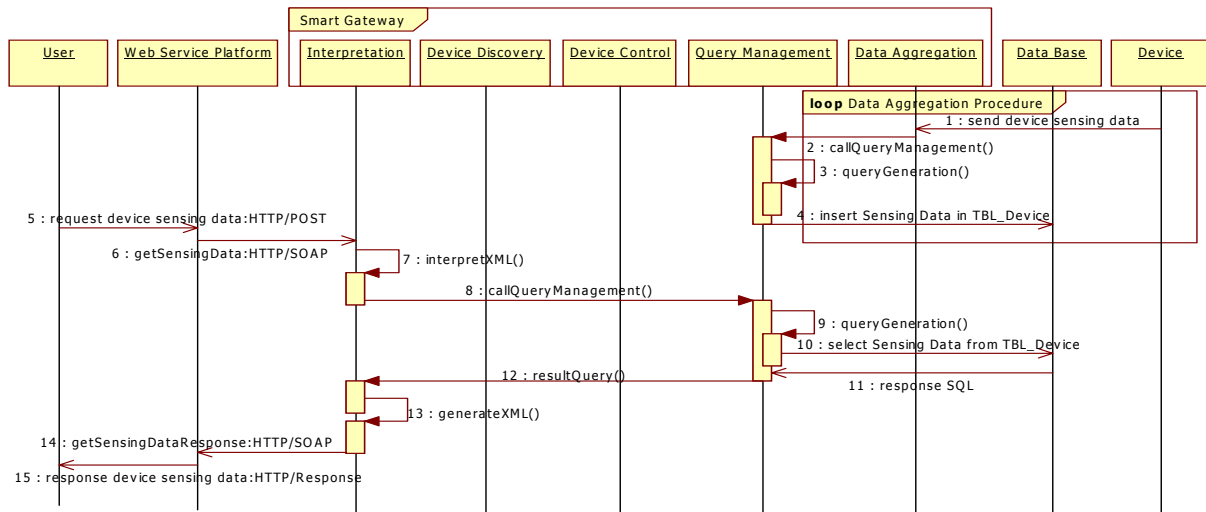 Smart Gateway
User
Web Service Platform
Interpretation
Device Discovery
Device Control
Query Management
Data Aggregation
Data Base
Device
loop Data Aggregation Procedure
1 : send device sensing data
2 : callQueryManagement()
3 : queryGeneration()
4 : insert Sensing Data in TBL_Device
5 : request device sensing data:HTTP/POST
6 : getSensingData:HTTP/SOAP
7 : interpretXML()
8 : callQueryManagement()
9 : queryGeneration()
10 : select Sensing Data from TBL_Device
11 : response SQL
12 : resultQuery()
13 : generateXML()
14 : getSensingDataResponse:HTTP/SOAP
15 : response device sensing data:HTTP/Response